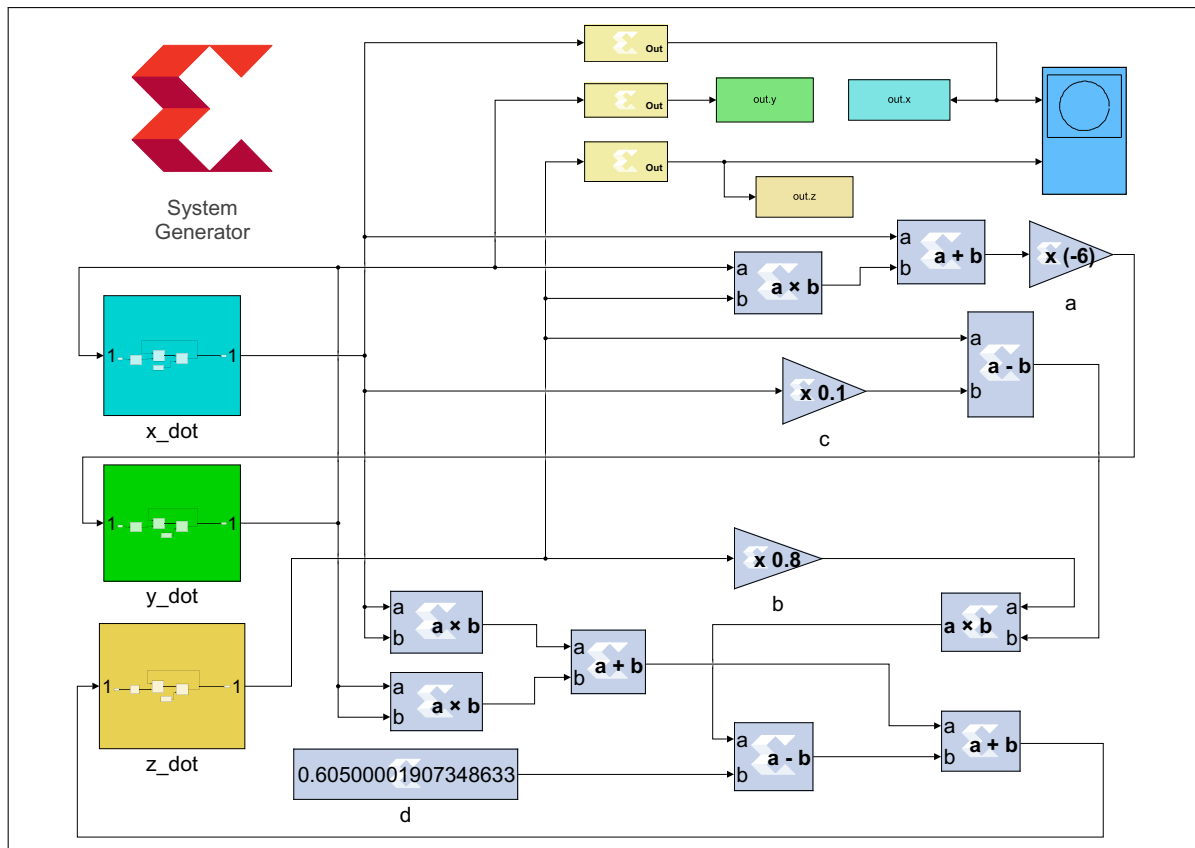 Out
Out
out.y
out.x
Out
out.z
System
Generator
a
b
a + b
x (-6)
a
a
b
a × b
1
1
x_dot
a
b
a - b
x 0.1
c
1
1
y_dot
x 0.8
b
a
b
a × b
a
b
a × b
a
b
a + b
a
b
a × b
1
1
z_dot
a
b
a - b
a
b
a + b
0.60500001907348633
d